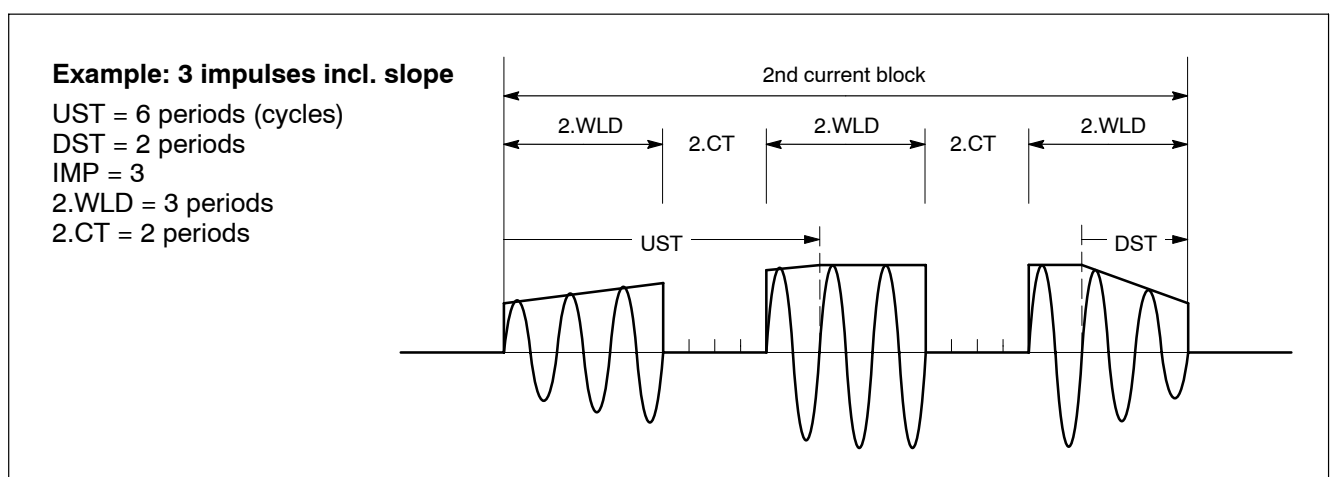 Example: 3 impulses incl. slope
UST = 6 periods (cycles)
DST = 2 periods
IMP = 3
2.WLD = 3 periods
2.CT = 2 periods
2nd current block
2.WLD
2.CT
2.WLD
2.CT
2.WLD
UST
DST